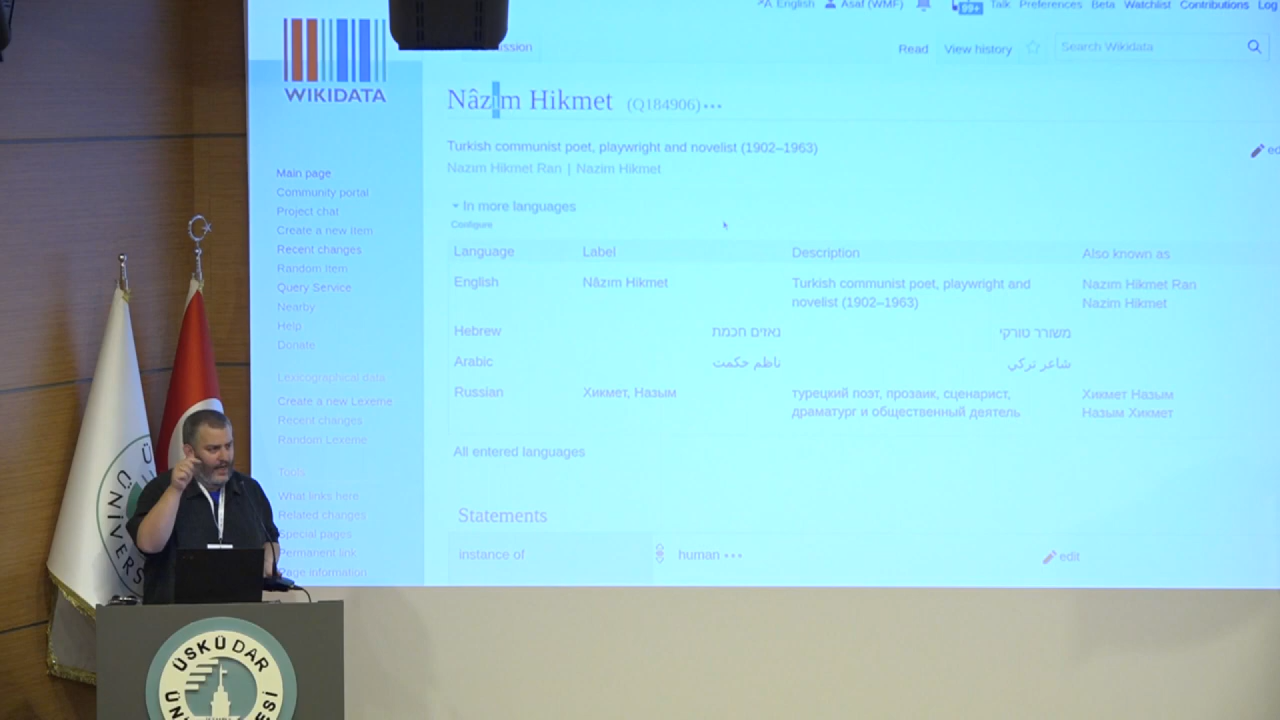 English Asaf (WMF) 99+ Talk Preferences Beta Watchlist Contributions Log
Read View history Search Wikidata
WIKIDATA
Nâzım Hikmet (Q184906)
Turkish communist poet, playwright and novelist (1902–1963)
Nazım Hikmet Ran | Nazim Hikmet
In more languages
Configure
Language Label Description Also known as
English Nâzım Hikmet Turkish communist poet, playwright and Nazım Hikmet Ran
novelist (1902–1963) Nazim Hikmet
Hebrew נאזים חכמת משורר טורקי
Arabic ناظم حكمت شاعر تركي
Russian Хикмет, Назым турецкий поэт, прозаик, сценарист, Хикмет Назым
драматург и общественный деятель Назым Хикмет
All entered languages
Statements
instance of human edit
Main page
Community portal
Project chat
Create a new Item
Recent changes
Random Item
Query Service
Nearby
Help
Donate
Lexicographical data
Create a new Lexeme
Recent changes
Random Lexeme
Tools
What links here
Related changes
Special pages
Permanent link
Page information
ÜSKÜDAR